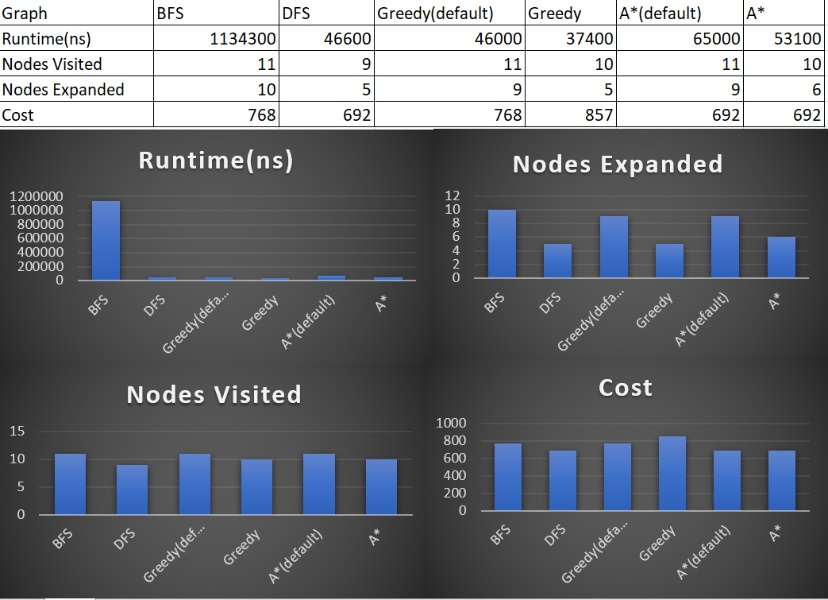 Graph BFS DFS Greedy(default) Greedy A*(default) A*
Runtime(ns) 1134300 46600 46000 37400 65000 53100
Nodes Visited 11 9 11 10 11 10
Nodes Expanded 10 5 9 5 9 6
Cost 768 692 768 857 692 692
Runtime(ns)
1200000
1000000
800000
600000
400000
200000
0
BFS DFS Greedy(defa... Greedy A*(default) A*
Nodes Expanded
12
10
8
6
4
2
0
BFS DFS Greedy(defa... Greedy A*(default) A*
Nodes Visited
15
10
5
0
BFS DFS Greedy(def... Greedy A*(default) A*
Cost
1000
800
600
400
200
0
BFS DFS Greedy(defa... Greedy A*(default) A*